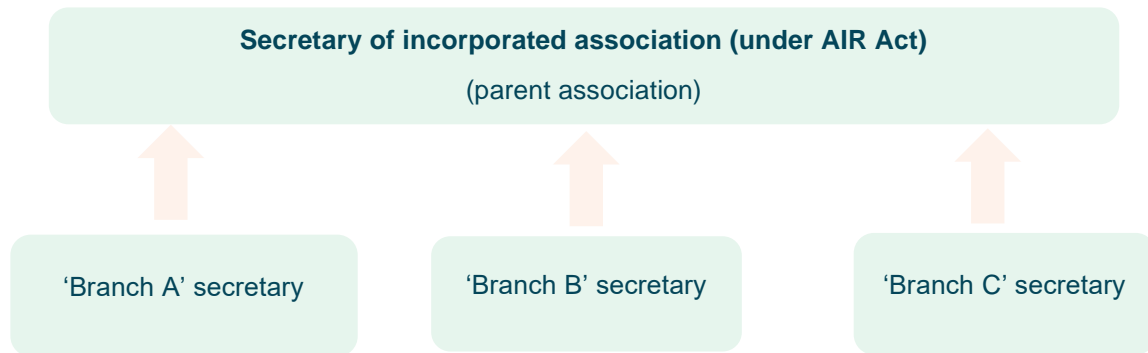 Secretary of incorporated association (under AIR Act)
(parent association)
‘Branch A’ secretary
‘Branch B’ secretary
‘Branch C’ secretary